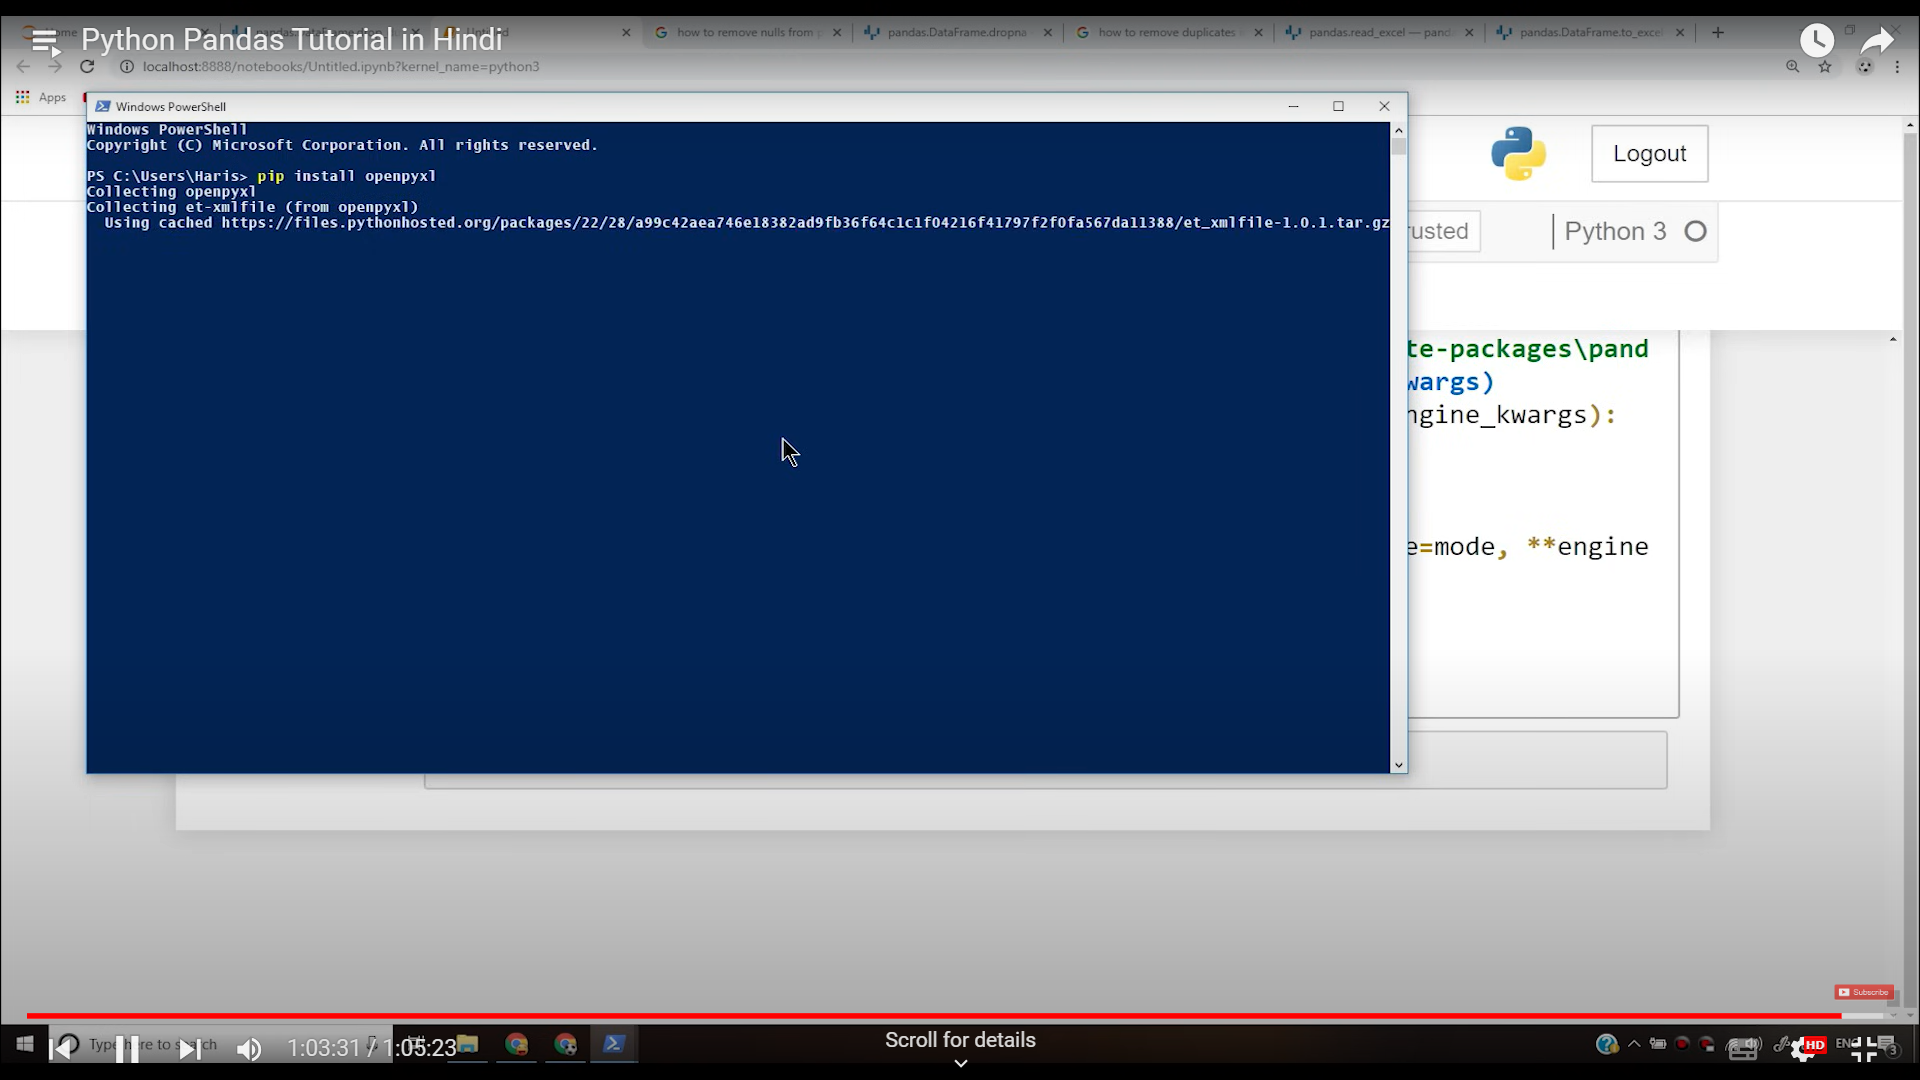 Python Pandas Tutorial in Hindi
how to remove nulls from
pandas.DataFrame.dropna
how to remove duplicates
pandas.read_excel — pand
pandas.DataFrame.to_exce
localhost:8888/notebooks/Untitled.ipynb?kernel_name=python3
Apps
Windows PowerShell
Windows PowerShell
Copyright (C) Microsoft Corporation. All rights reserved.
PS C:\Users\Haris> pip install openpyxl
Collecting openpyxl
Collecting et-xmlfile (from openpyxl)
Using cached https://files.pythonhosted.org/packages/22/28/a99c42aea746e18382ad9fb36f64c1c1f04216f41797f2f0fa567da11388/et_xmlfile-1.0.1.tar.gz
Logout
rusted
Python 3
te-packages\pand
wargs)
ngine_kwargs):
e=mode, **engine
Subscribe
Type here to search
1:03:31 / 1:05:23
Scroll for details
HD
ENG
3